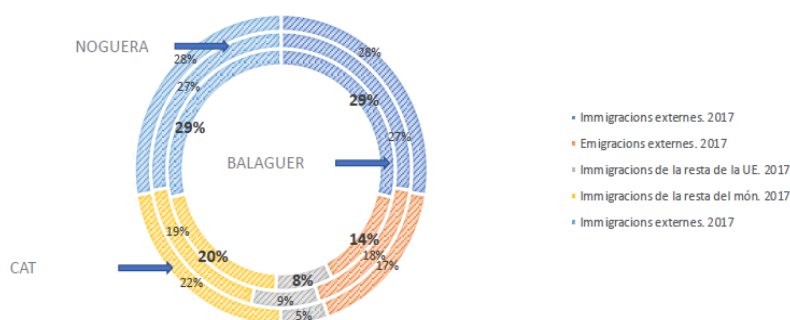 NOGUERA
28%
28%
27%
29%
29%
27%
BALAGUER
Immigracions externes. 2017
Emigracions externes. 2017
Immigracions de la resta de la UE. 2017
Immigracions de la resta del món. 2017
Immigracions externes. 2017
19%
14%
20%
18%
17%
CAT
22%
8%
9%
5%